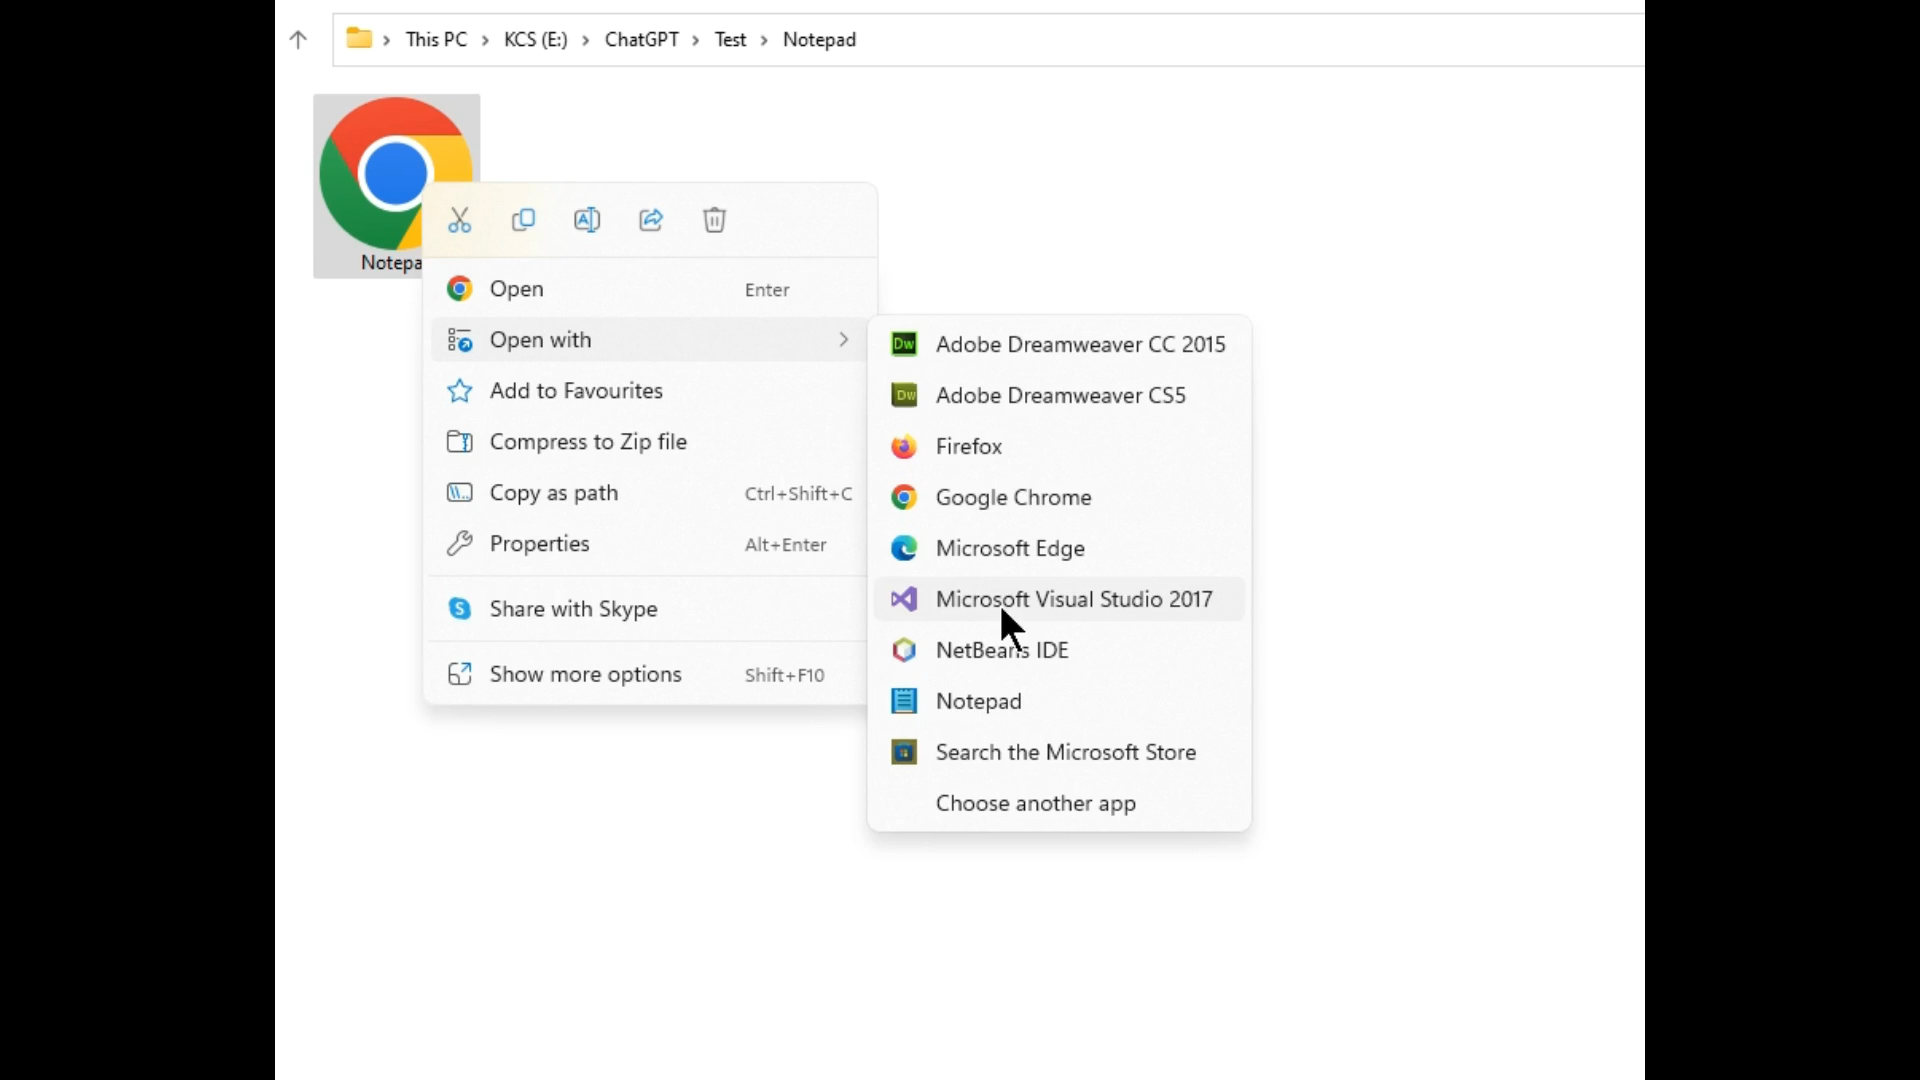 This PC > KCS (E:) > ChatGPT > Test > Notepad
Notepa
Open Enter
Open with
Add to Favourites
Compress to Zip file
Copy as path Ctrl+Shift+C
Properties Alt+Enter
Share with Skype
Show more options Shift+F10
Adobe Dreamweaver CC 2015
Adobe Dreamweaver CS5
Firefox
Google Chrome
Microsoft Edge
Microsoft Visual Studio 2017
NetBeans IDE
Notepad
Search the Microsoft Store
Choose another app